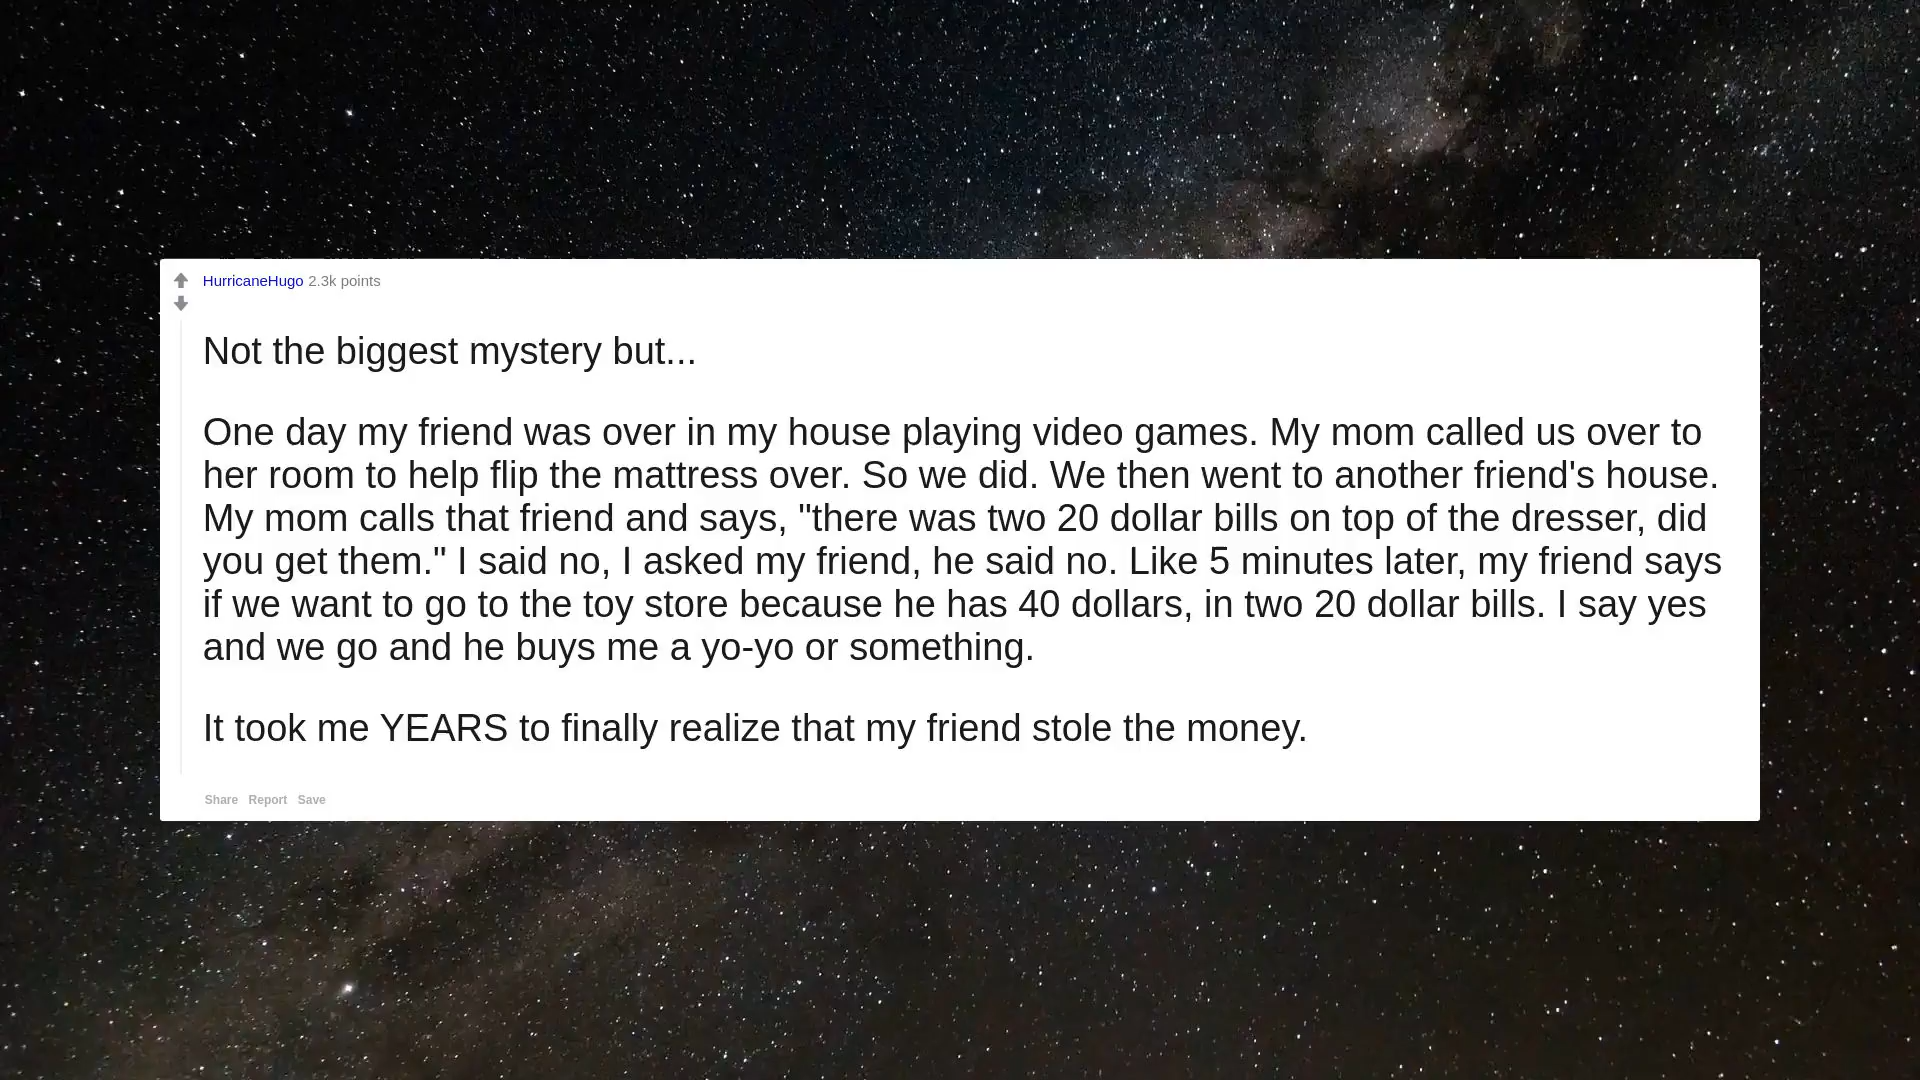 HurricaneHugo 2.3k points
Not the biggest mystery but...
One day my friend was over in my house playing video games. My mom called us over to
her room to help flip the mattress over. So we did. We then went to another friend's house.
My mom calls that friend and says, "there was two 20 dollar bills on top of the dresser, did
you get them." I said no, I asked my friend, he said no. Like 5 minutes later, my friend says
if we want to go to the toy store because he has 40 dollars, in two 20 dollar bills. I say yes
and we go and he buys me a yo-yo or something.
It took me YEARS to finally realize that my friend stole the money.
Share Report Save